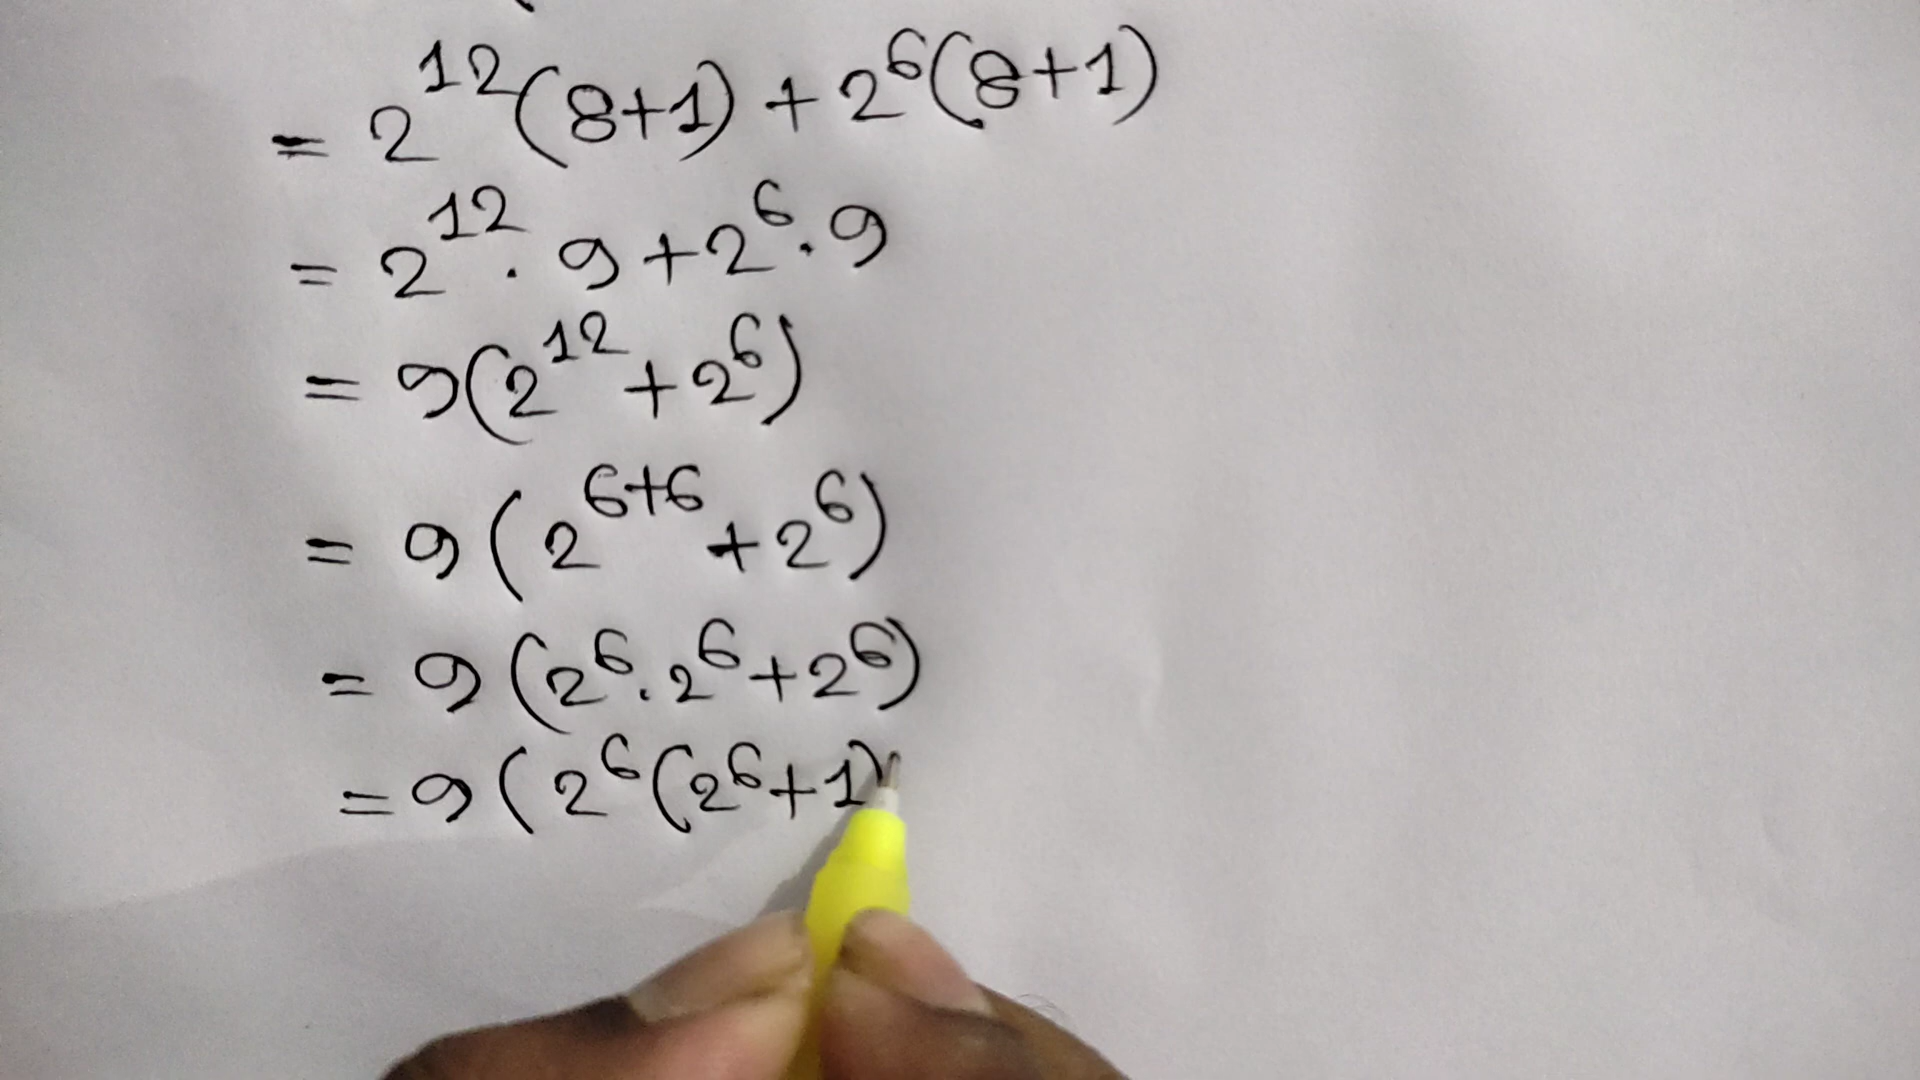 = 2^12 (8+1) + 2^6 (8+1)
= 2^12 . 9 + 2^6 . 9
= 9(2^12 + 2^6)
= 9 (2^6+6 + 2^6)
= 9 (2^6 . 2^6 + 2^6)
= 9 (2^6 (2^6 + 1)